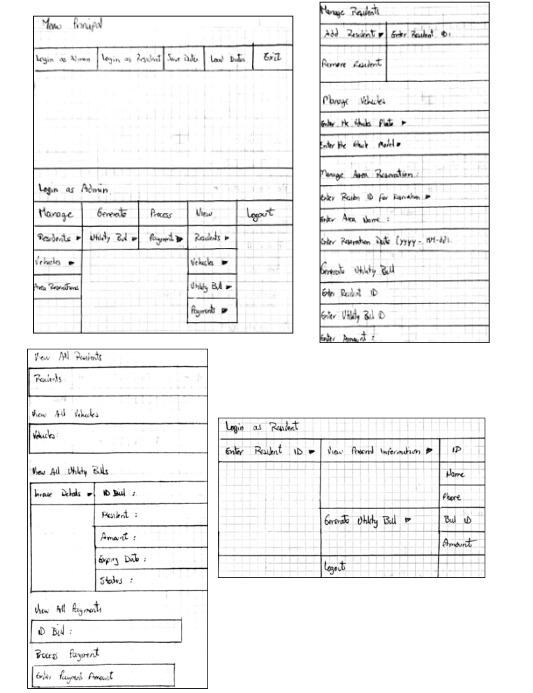 Menu Principal
Login as Admin Login as Resident Save Data Load Data Exit
Login as Admin
Manage Generate Process View Logout
Residents ► Utility Bill ► Payment ► Residents ►
Vehicles ► Vehicles ►
Area Reservations Utility Bill ►
Payments ►
Manage Residents
Add Resident ► Enter Resident ID:
Remove Resident
Manage Vehicles
Enter the Plate ►
Enter the Model ►
Manage Area Reservation:
Enter ID for ►
Enter Area Name :
Enter Reservation Date (yyyy-MM-dd):
Generate Utility Bill
Enter Resident ID
Enter Utility Bill ID
Enter Amount :
View All Residents
Residents
View All Vehicles
Vehicles:
View All Utility Bills
Invoice Details ► ID Bill :
Resident :
Amount :
Expiry Date :
Status :
View All Payments
ID Bill :
Process Payment
Enter Payment Amount
Login as Resident
Enter Resident ID ► View Personal Information ► ID
Name
Phone
Generate Utility Bill ► Bill ID
Amount
Logout